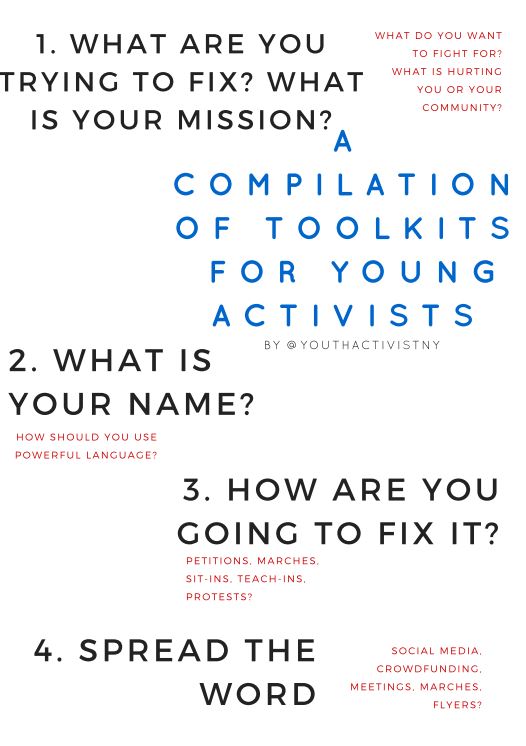 1. WHAT ARE YOU
TRYING TO FIX? WHAT
IS YOUR MISSION?
WHAT DO YOU WANT
TO FIGHT FOR?
WHAT IS HURTING
YOU OR YOUR
COMMUNITY?
A
COMPILATION
OF TOOLKITS
FOR YOUNG
ACTIVISTS
BY @YOUTHACTIVISTNY
2. WHAT IS
YOUR NAME?
HOW SHOULD YOU USE
POWERFUL LANGUAGE?
3. HOW ARE YOU
GOING TO FIX IT?
PETITIONS, MARCHES,
SIT-INS, TEACH-INS,
PROTESTS?
4. SPREAD THE
WORD
SOCIAL MEDIA,
CROWDFUNDING,
MEETINGS, MARCHES,
FLYERS?